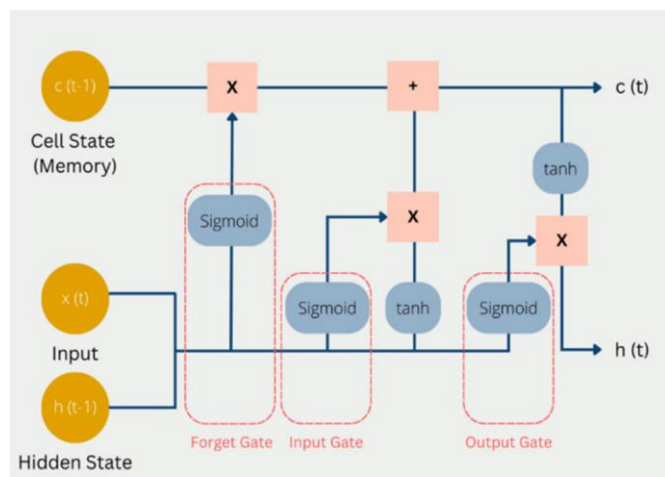 c (t-1)
X
+
c (t)
Cell State
(Memory)
tanh
Sigmoid
X
X
x (t)
Sigmoid
tanh
Sigmoid
Input
h (t)
h (t-1)
Forget Gate
Input Gate
Output Gate
Hidden State